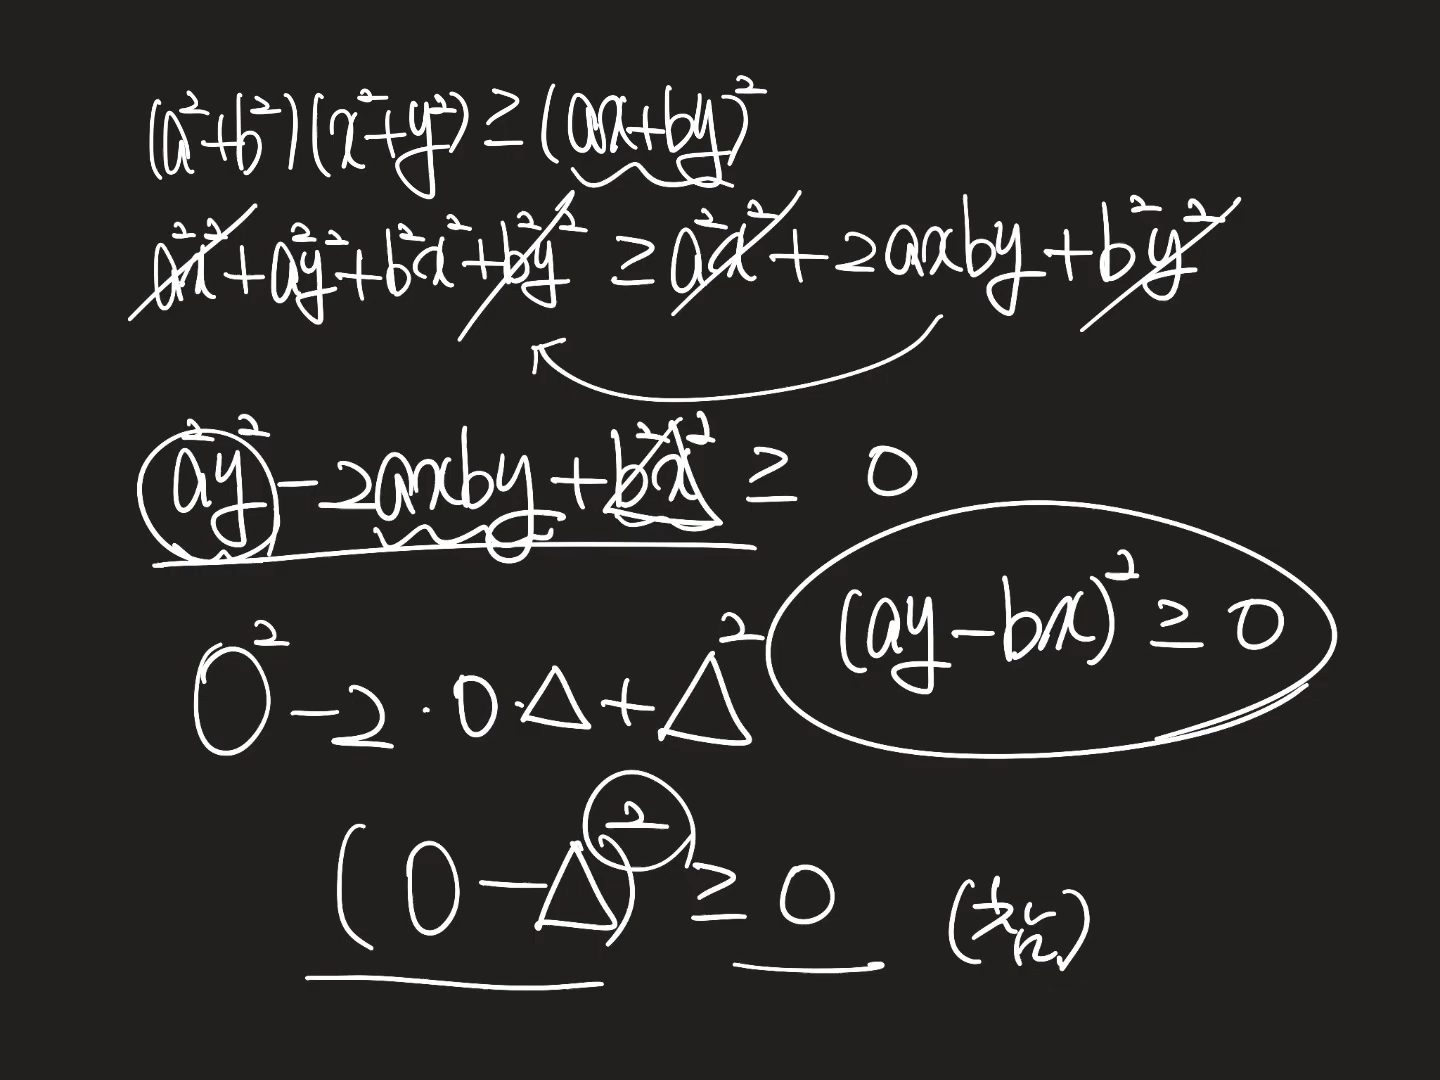 (a²+b²)(x²+y²) ≥ (ax+by)²
a²x²+a²y²+b²x²+b²y² ≥ a²x²+2axby+b²y²
a²y²-2axby+b²x² ≥ 0
(ay-bx)² ≥ 0
O²-2·O·△+△²
(O-△)² ≥ 0